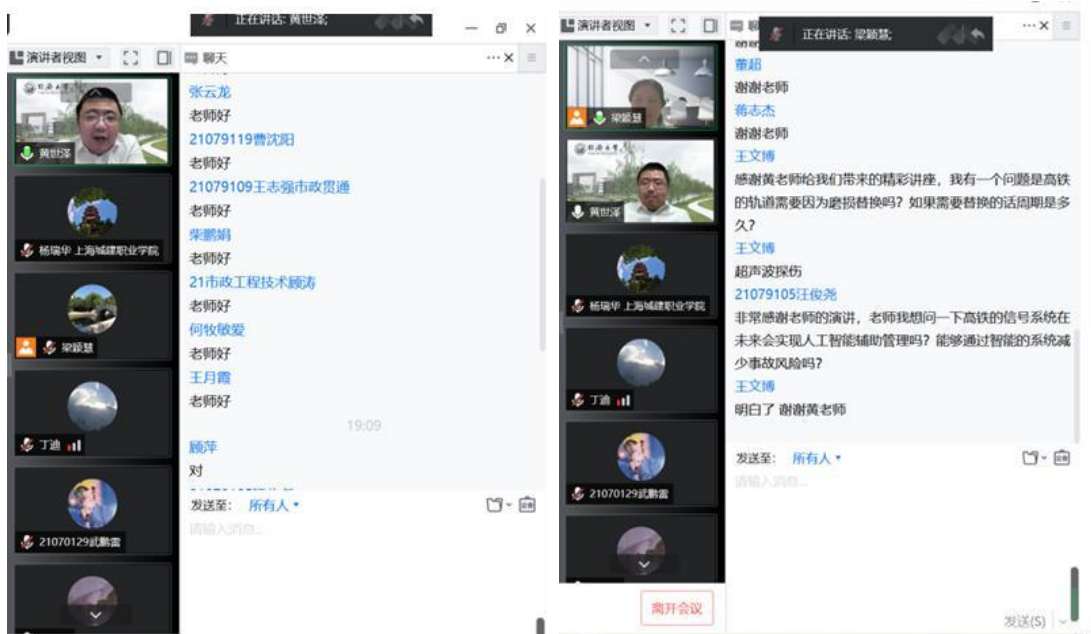 正在讲话: 黄世泽;
演讲者视图
聊天
张云龙
老师好
21079119曹沈阳
老师好
21079109王志强市政贯通
老师好
柴鹏娟
老师好
21市政工程技术顾涛
老师好
何牧敏爱
老师好
王月霞
老师好
19:09
顾萍
对
发送至: 所有人
请输入消息...
黄世泽
杨瑞华 上海城建职业学院
梁颖慧
丁迪
21070129武鹏雷
正在讲话: 梁颖慧;
演讲者视图
董超
谢谢老师
蒋志杰
谢谢老师
王文博
感谢黄老师给我们带来的精彩讲座，我有一个问题是高铁
的轨道需要因为磨损替换吗？如果需要替换的话周期是多
久?
王文博
超声波探伤
21079105汪俊尧
非常感谢老师的演讲，老师我想问一下高铁的信号系统在
未来会实现人工智能辅助管理吗？能够通过智能的系统减
少事故风险吗?
王文博
明白了 谢谢黄老师
发送至: 所有人
请输入消息...
梁颖慧
黄世泽
杨瑞华 上海城建职业学院
丁迪
21070129武鹏雷
离开会议
发送(S)